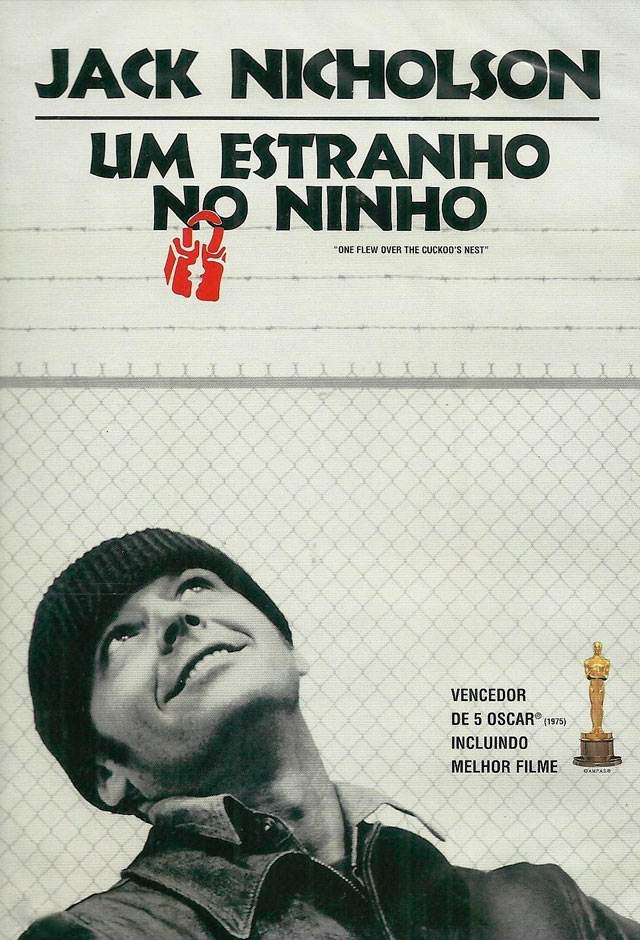 JACK NICHOLSON
UM ESTRANHO
NO NINHO
"ONE FLEW OVER THE CUCKOO'S NEST"
VENCEDOR
DE 5 OSCAR® (1975)
INCLUINDO
MELHOR FILME
©AMPAS®